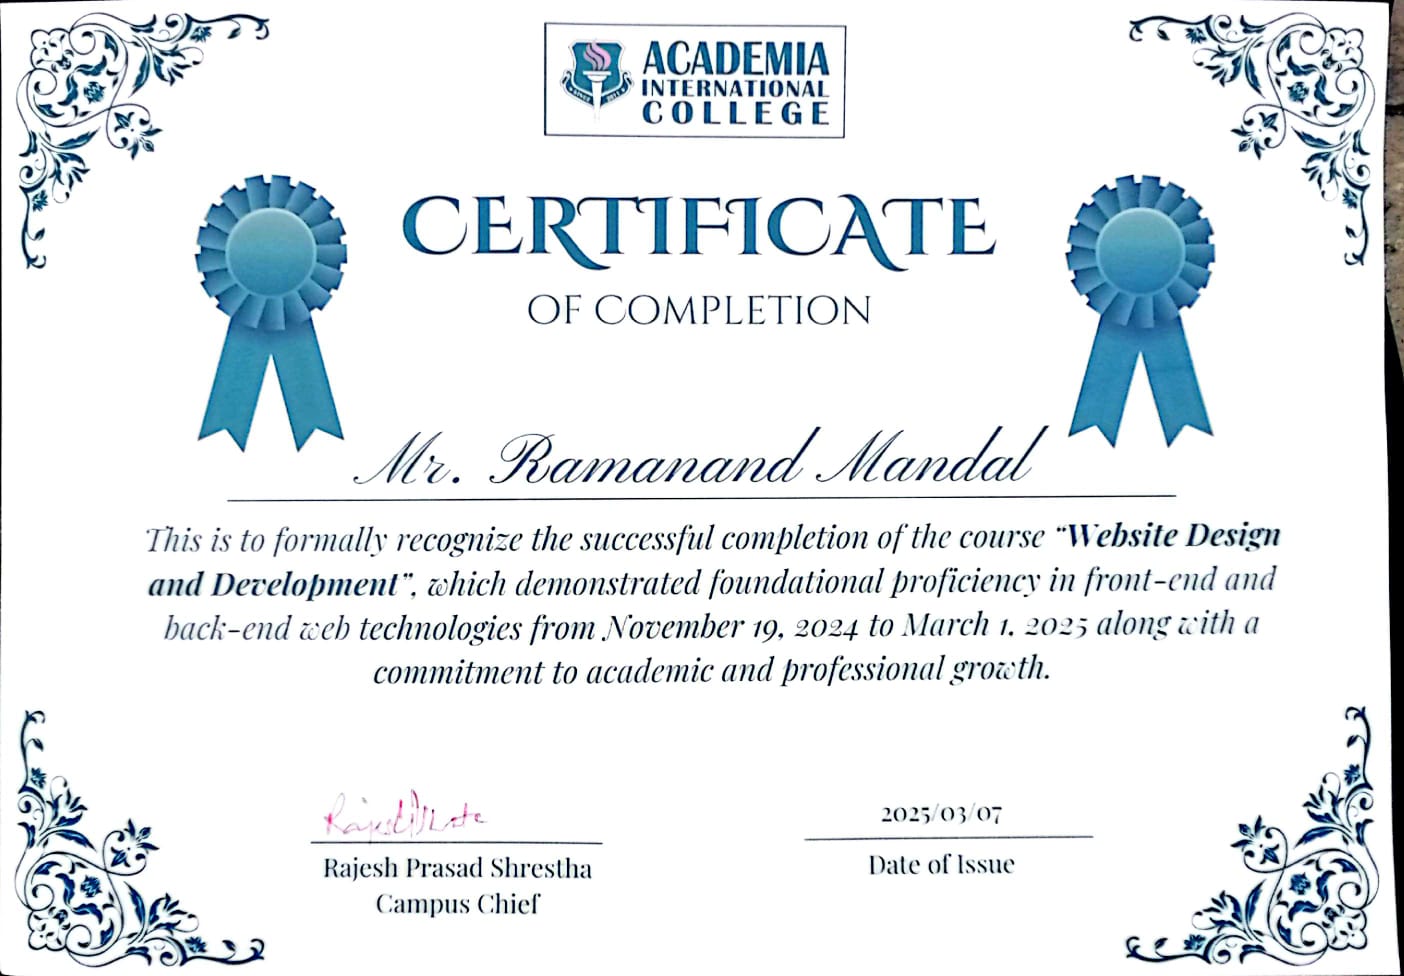 ACADEMIA
INTERNATIONAL
COLLEGE
CERTIFICATE
OF COMPLETION
Mr. Ramanand Mandal
This is to formally recognize the successful completion of the course “Website Design
and Development”, which demonstrated foundational proficiency in front-end and
back-end web technologies from November 19, 2024 to March 1, 2025 along with a
commitment to academic and professional growth.
2025/03/07
Rajesh Prasad Shrestha
Campus Chief
Date of Issue